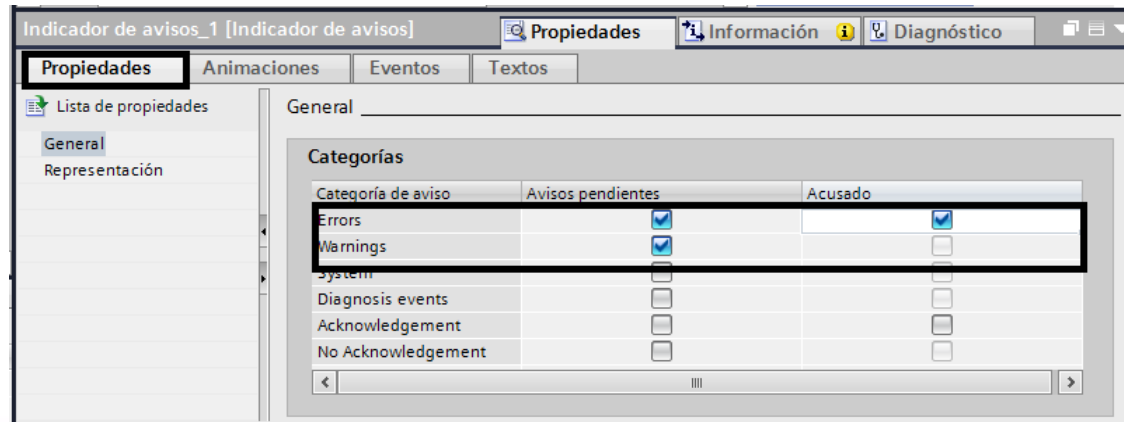 Indicador de avisos_1 [Indicador de avisos]
Propiedades
Información
Diagnóstico
Propiedades
Animaciones
Eventos
Textos
Lista de propiedades
General
Representación
General
Categorías
Categoría de aviso Avisos pendientes Acusado
Errors
Warnings
System
Diagnosis events
Acknowledgement
No Acknowledgement